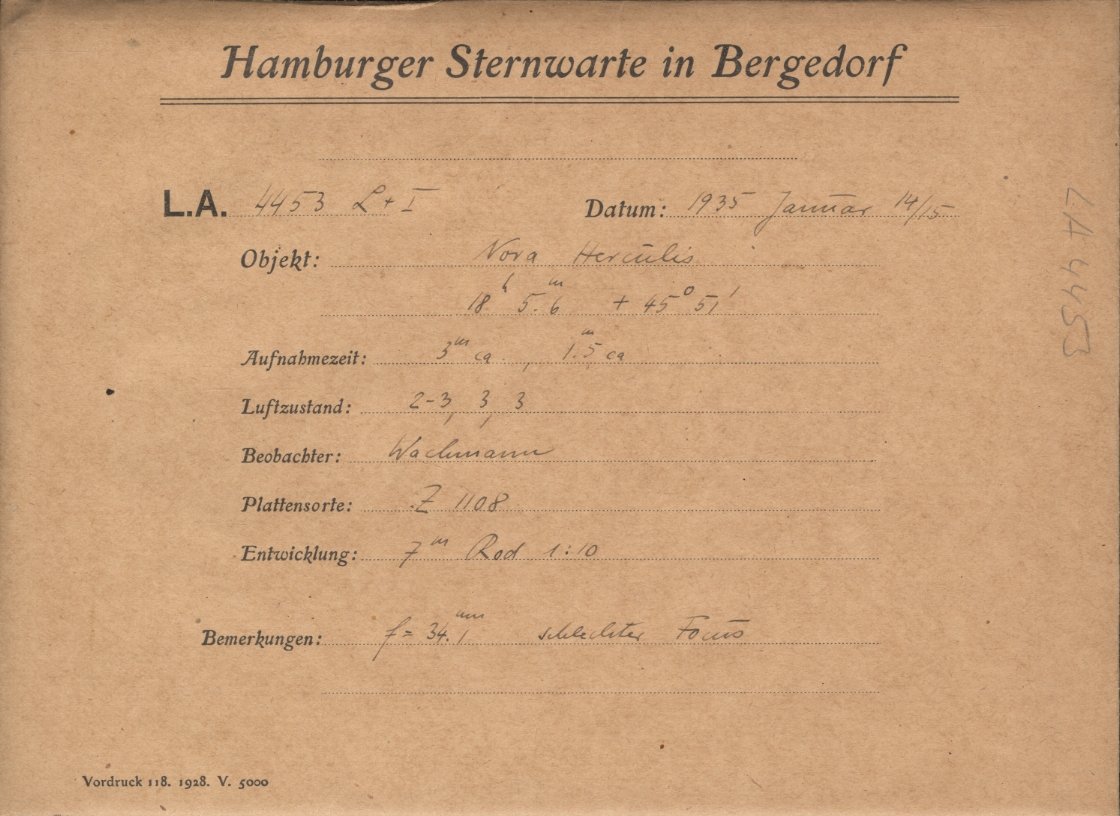 Hamburger Sternwarte in Bergedorf
L.A. 4453 L + I Datum: 1935 Januar 14/15
Objekt: Nova Herculis
18h 5.6m + 45° 51'
Aufnahmezeit: 3m ca , 1.5m ca
Luftzustand: 2-3, 3, 3
Beobachter: Wachmann
Plattensorte: Z 1108
Entwicklung: 7m Rod 1:10
Bemerkungen: f = 34.1mm schlechter Focus
Vordruck 118. 1928. V. 5000
LA 4453